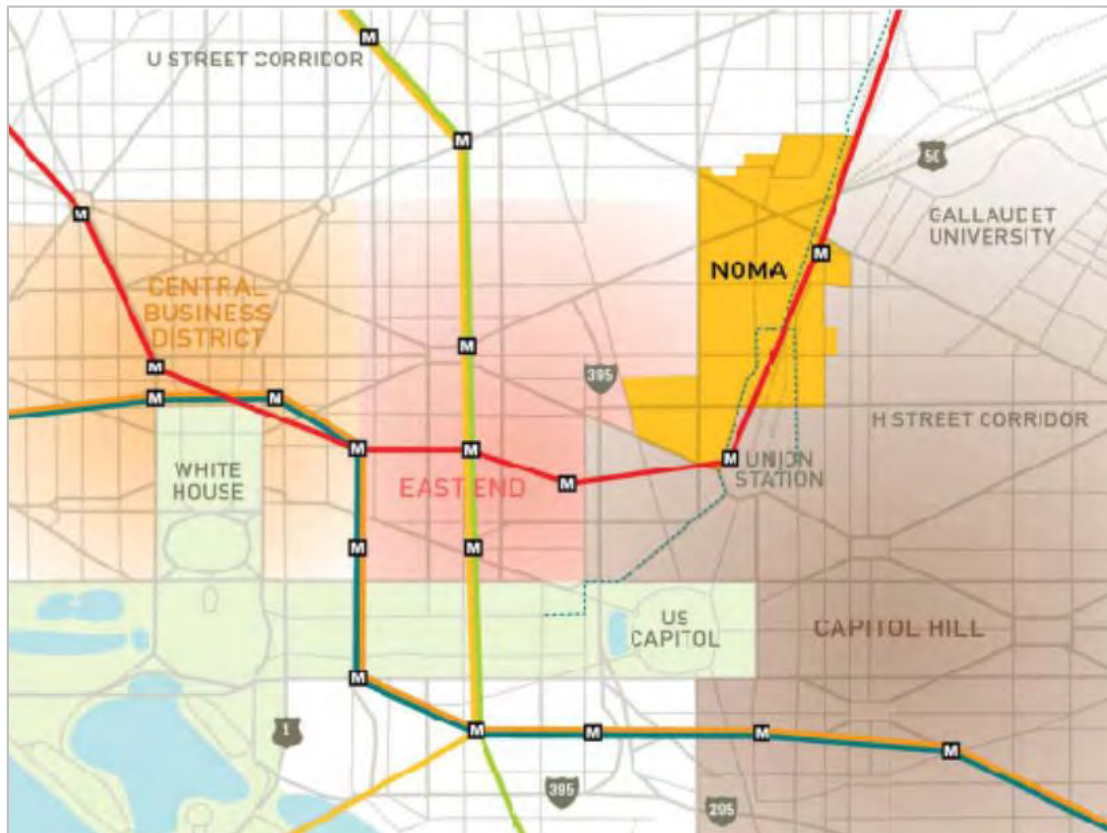 M
U STREET CORRIDOR
M
50
M
GALLAUDET
UNIVERSITY
M
NOMA
CENTRAL
BUSINESS
DISTRICT
M
M
395
M
M
H STREET CORRIDOR
M
M
M
UNION
STATION
WHITE
HOUSE
M
EAST END
M
M
US
CAPITOL
CAPITOL HILL
M
1
M
M
M
M
395
295